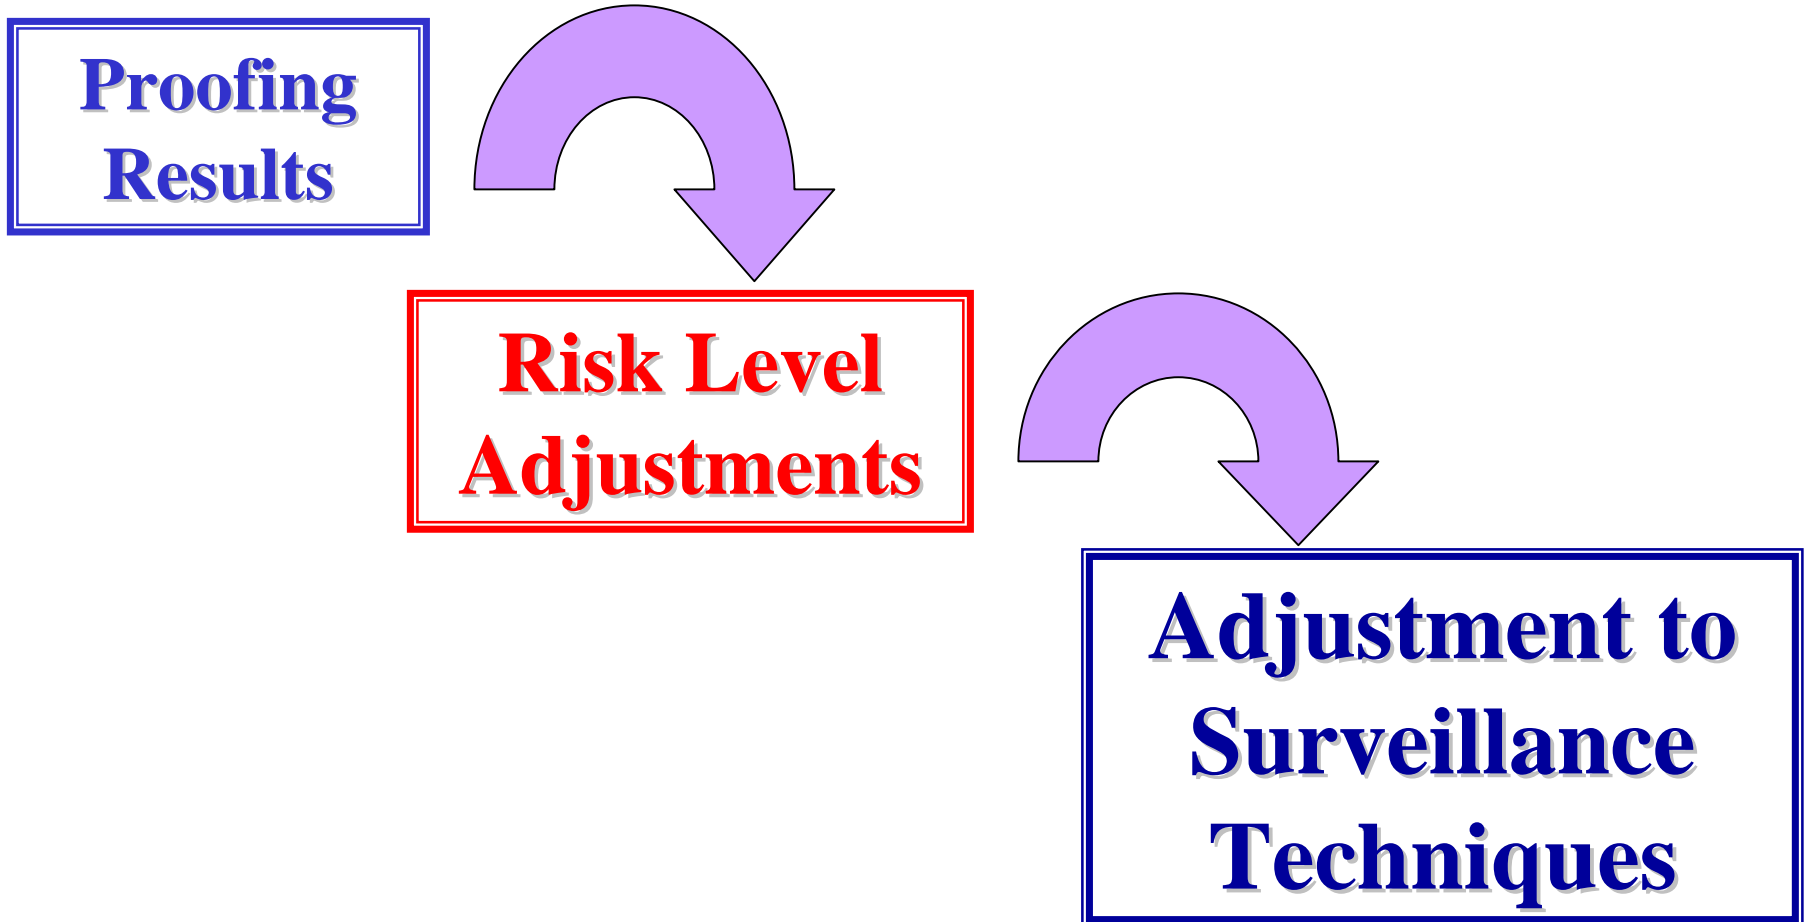 Proofing
Results
Risk Level
Adjustments
Adjustment to
Surveillance
Techniques